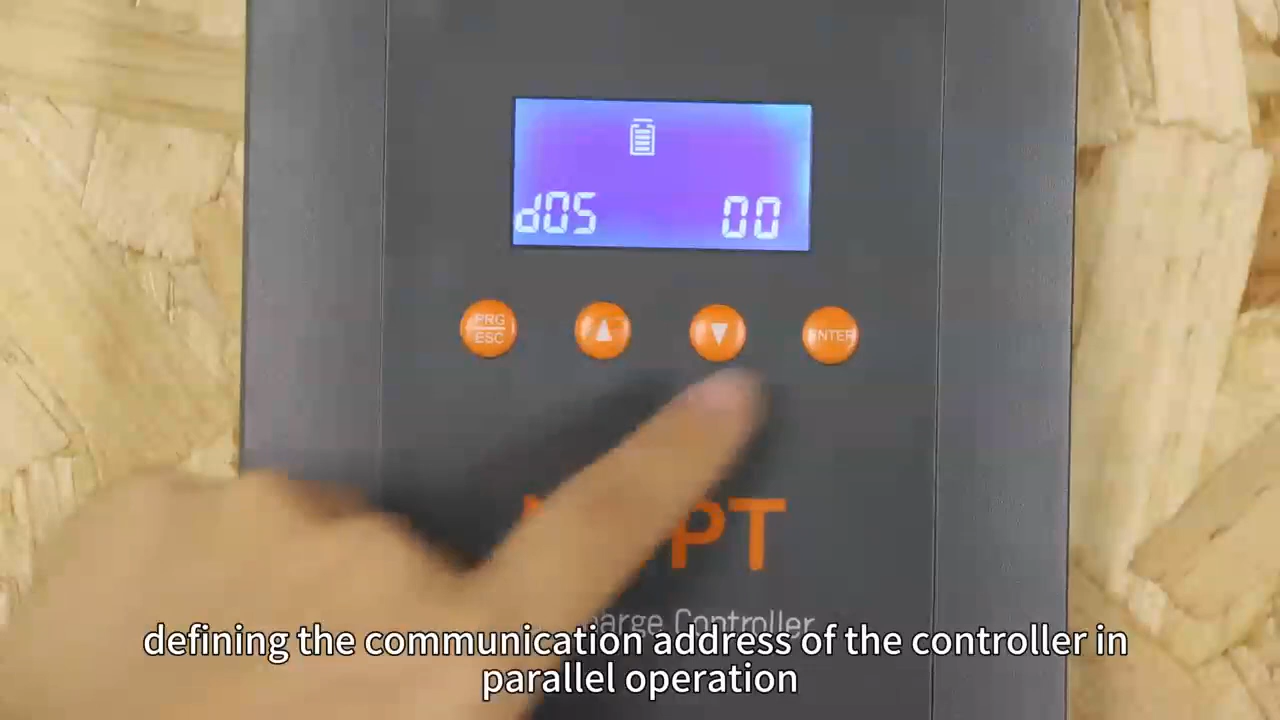 d05 00
PRG
ESC
ENTER
PT
arge Controller
defining the communication address of the controller in
parallel operation